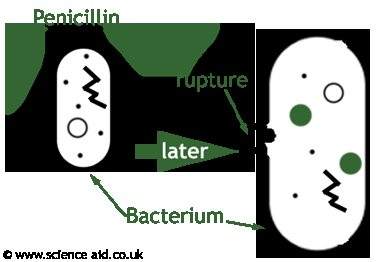 Penicillin
rupture
later
Bacterium
© www.science aid.co.uk